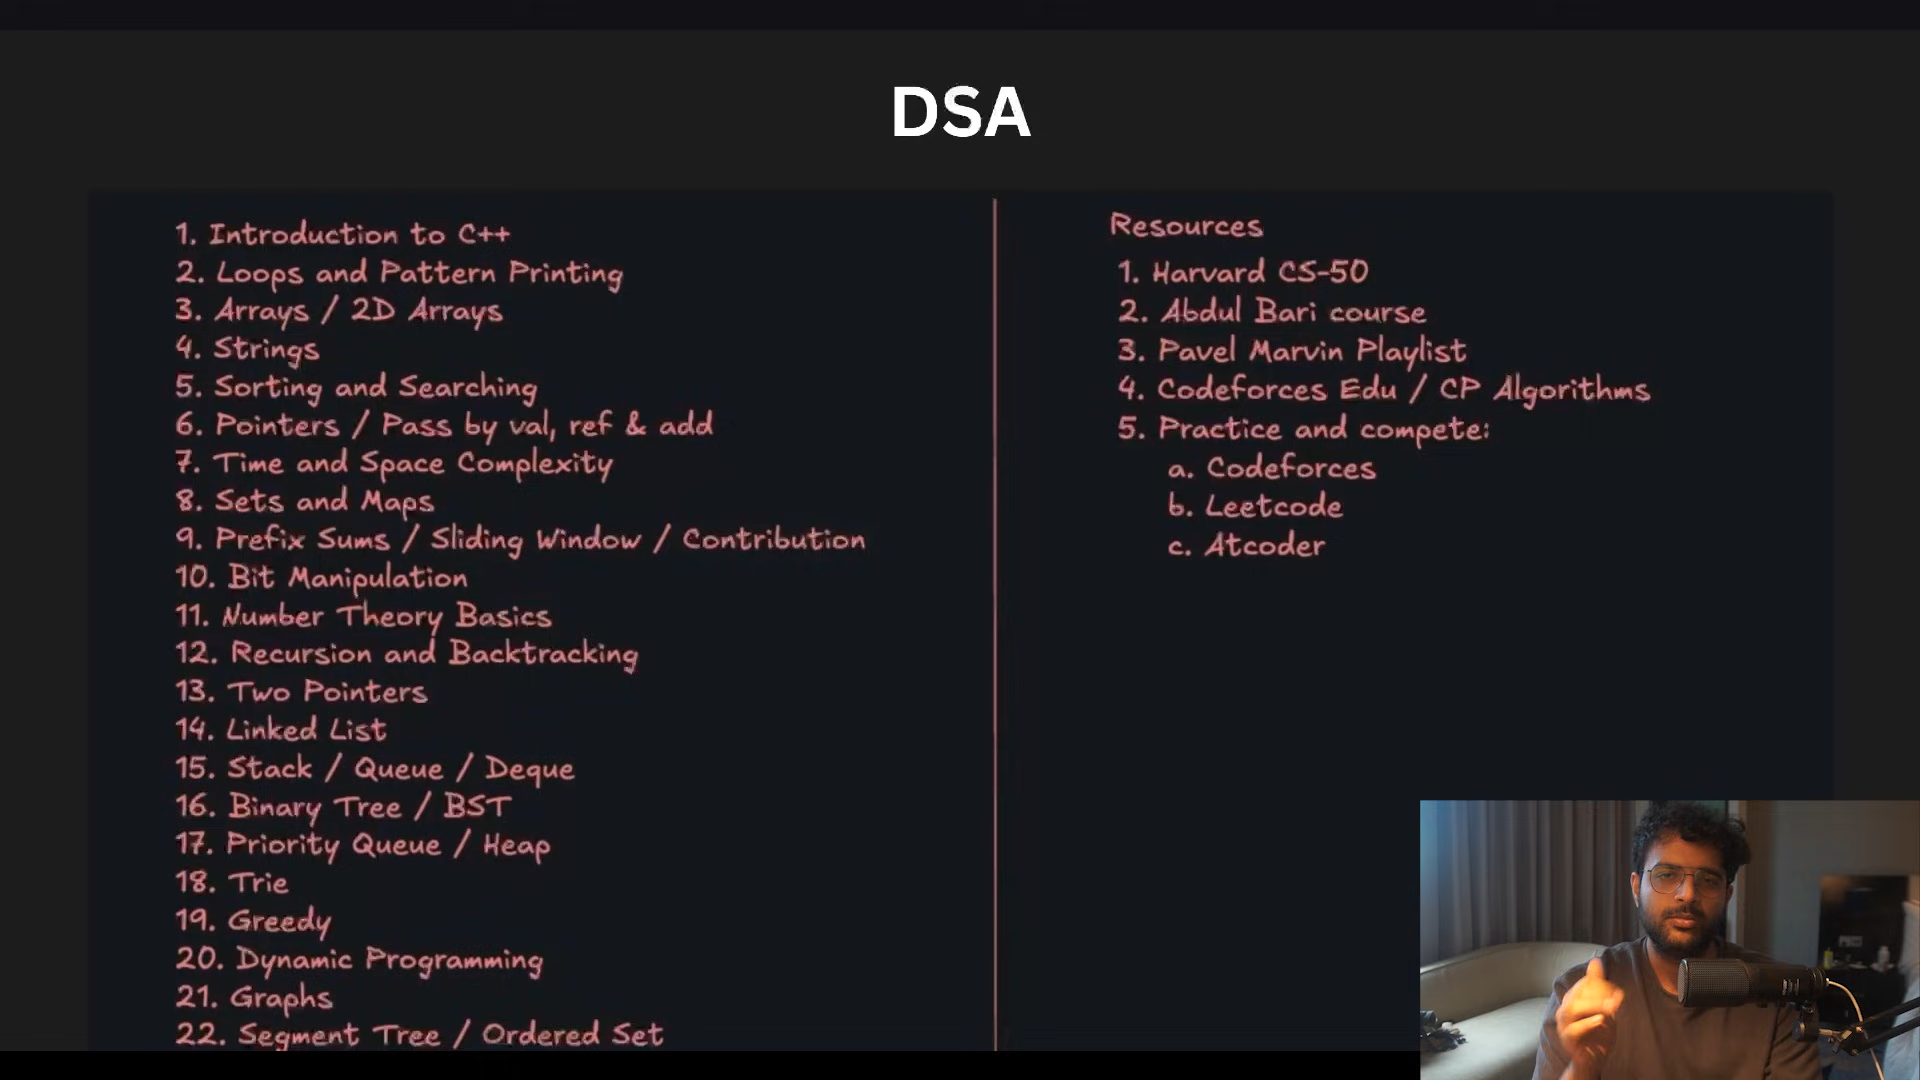 DSA
1. Introduction to C++
2. Loops and Pattern Printing
3. Arrays / 2D Arrays
4. Strings
5. Sorting and Searching
6. Pointers / Pass by val, ref & add
7. Time and Space Complexity
8. Sets and Maps
9. Prefix Sums / Sliding Window / Contribution
10. Bit Manipulation
11. Number Theory Basics
12. Recursion and Backtracking
13. Two Pointers
14. Linked List
15. Stack / Queue / Deque
16. Binary Tree / BST
17. Priority Queue / Heap
18. Trie
19. Greedy
20. Dynamic Programming
21. Graphs
22. Segment Tree / Ordered Set
Resources
1. Harvard CS-50
2. Abdul Bari course
3. Pavel Marvin Playlist
4. Codeforces Edu / CP Algorithms
5. Practice and compete:
a. Codeforces
b. Leetcode
c. Atcoder